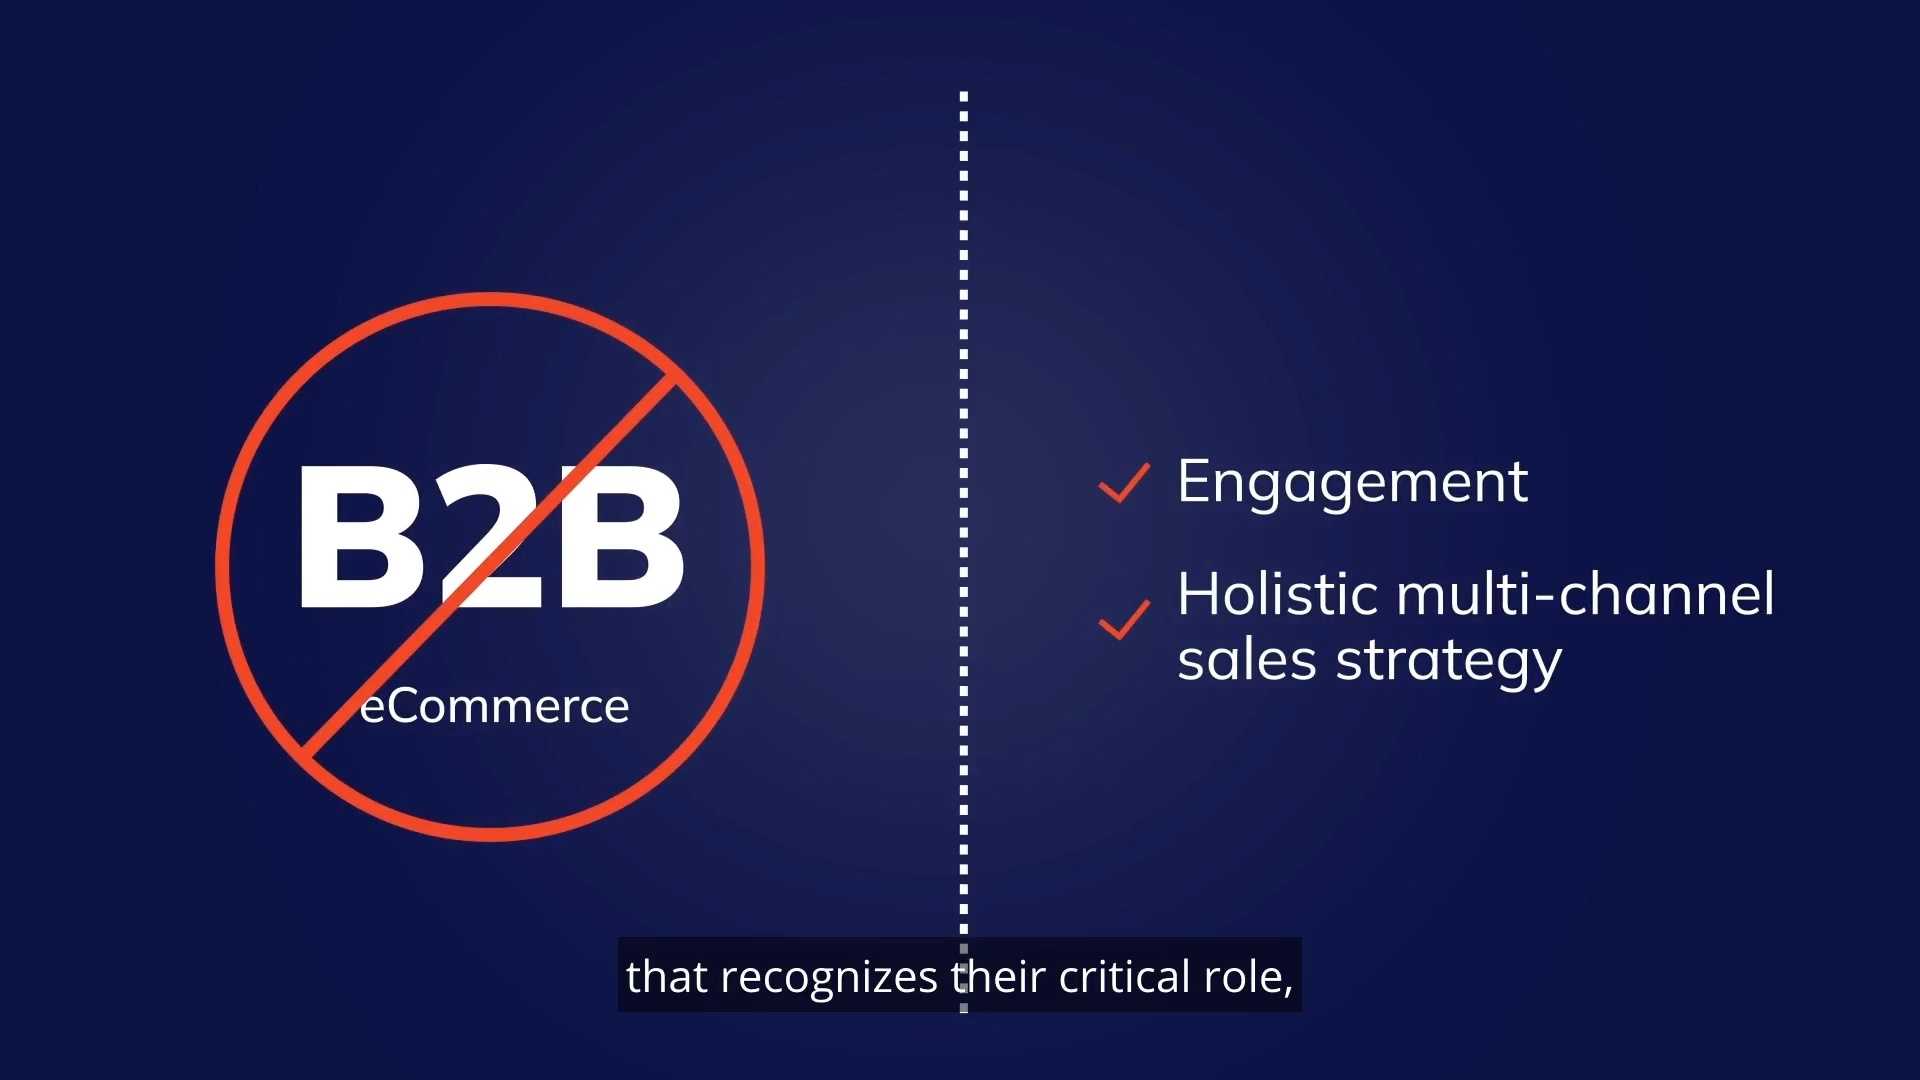 B2B
eCommerce
Engagement
Holistic multi-channel
sales strategy
that recognizes their critical role,